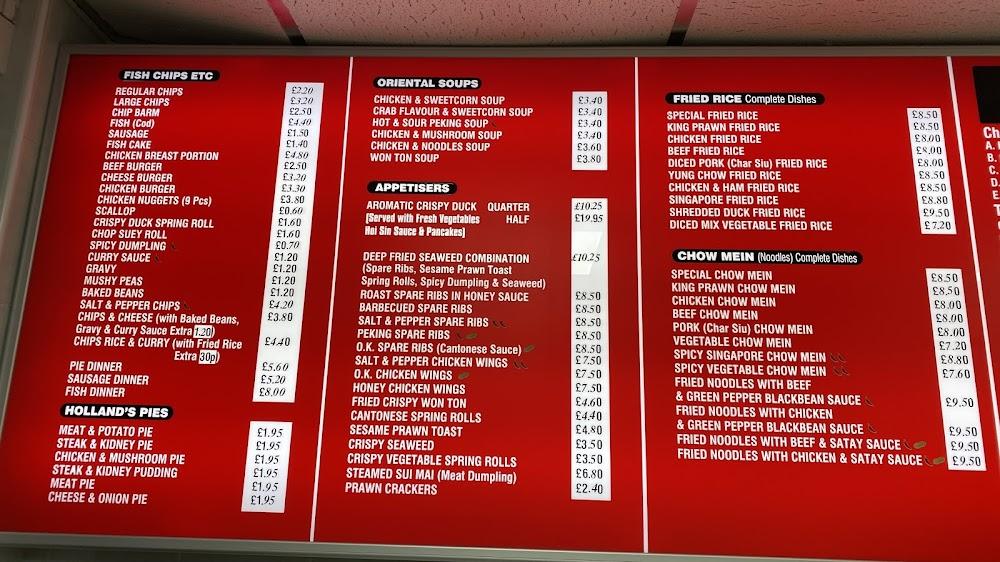 FISH CHIPS ETC
REGULAR CHIPS £2.20
LARGE CHIPS £3.20
CHIP BARM £2.50
FISH (Cod) £4.40
SAUSAGE £1.50
FISH CAKE £1.40
CHICKEN BREAST PORTION £4.80
BEEF BURGER £2.50
CHEESE BURGER £3.20
CHICKEN BURGER £3.30
CHICKEN NUGGETS (9 Pcs) £3.80
SCALLOP £0.60
CRISPY DUCK SPRING ROLL £1.60
CHOP SUEY ROLL £1.60
SPICY DUMPLING £0.70
CURRY SAUCE £1.20
GRAVY £1.20
MUSHY PEAS £1.20
BAKED BEANS £1.20
SALT & PEPPER CHIPS £4.20
CHIPS & CHEESE (with Baked Beans, £3.80
Gravy & Curry Sauce Extra 1.20)
CHIPS RICE & CURRY (with Fried Rice £4.40
Extra 30p)
PIE DINNER £5.60
SAUSAGE DINNER £5.20
FISH DINNER £8.00
HOLLAND'S PIES
MEAT & POTATO PIE £1.95
STEAK & KIDNEY PIE £1.95
CHICKEN & MUSHROOM PIE £1.95
STEAK & KIDNEY PUDDING £1.95
MEAT PIE £1.95
CHEESE & ONION PIE £1.95
ORIENTAL SOUPS
CHICKEN & SWEETCORN SOUP £3.40
CRAB FLAVOUR & SWEETCORN SOUP £3.40
HOT & SOUR PEKING SOUP £3.40
CHICKEN & MUSHROOM SOUP £3.40
CHICKEN & NOODLES SOUP £3.60
WON TON SOUP £3.80
APPETISERS
AROMATIC CRISPY DUCK QUARTER £10.25
[Served with Fresh Vegetables HALF £19.95
Hoi Sin Sauce & Pancakes]
DEEP FRIED SEAWEED COMBINATION £10.25
(Spare Ribs, Sesame Prawn Toast
Spring Rolls, Spicy Dumpling & Seaweed)
ROAST SPARE RIBS IN HONEY SAUCE £8.50
BARBECUED SPARE RIBS £8.50
SALT & PEPPER SPARE RIBS £8.50
PEKING SPARE RIBS £8.50
O.K. SPARE RIBS (Cantonese Sauce) £8.50
SALT & PEPPER CHICKEN WINGS £7.50
O.K. CHICKEN WINGS £7.50
HONEY CHICKEN WINGS £7.50
FRIED CRISPY WON TON £4.60
CANTONESE SPRING ROLLS £4.40
SESAME PRAWN TOAST £4.80
CRISPY SEAWEED £3.50
CRISPY VEGETABLE SPRING ROLLS £3.50
STEAMED SUI MAI (Meat Dumpling) £6.80
PRAWN CRACKERS £2.40
FRIED RICE Complete Dishes
SPECIAL FRIED RICE £8.50
KING PRAWN FRIED RICE £8.50
CHICKEN FRIED RICE £8.00
BEEF FRIED RICE £8.00
DICED PORK (Char Siu) FRIED RICE £8.00
YUNG CHOW FRIED RICE £8.50
CHICKEN & HAM FRIED RICE £8.50
SINGAPORE FRIED RICE £8.80
SHREDDED DUCK FRIED RICE £9.50
DICED MIX VEGETABLE FRIED RICE £7.20
CHOW MEIN (Noodles) Complete Dishes
SPECIAL CHOW MEIN £8.50
KING PRAWN CHOW MEIN £8.50
CHICKEN CHOW MEIN £8.00
BEEF CHOW MEIN £8.00
PORK (Char Siu) CHOW MEIN £8.00
VEGETABLE CHOW MEIN £7.20
SPICY SINGAPORE CHOW MEIN £8.80
SPICY VEGETABLE CHOW MEIN £7.60
FRIED NOODLES WITH BEEF
& GREEN PEPPER BLACKBEAN SAUCE £9.50
FRIED NOODLES WITH CHICKEN
& GREEN PEPPER BLACKBEAN SAUCE £9.50
FRIED NOODLES WITH BEEF & SATAY SAUCE £9.50
FRIED NOODLES WITH CHICKEN & SATAY SAUCE £9.50
Ch
A.
B.
C.
D.
E